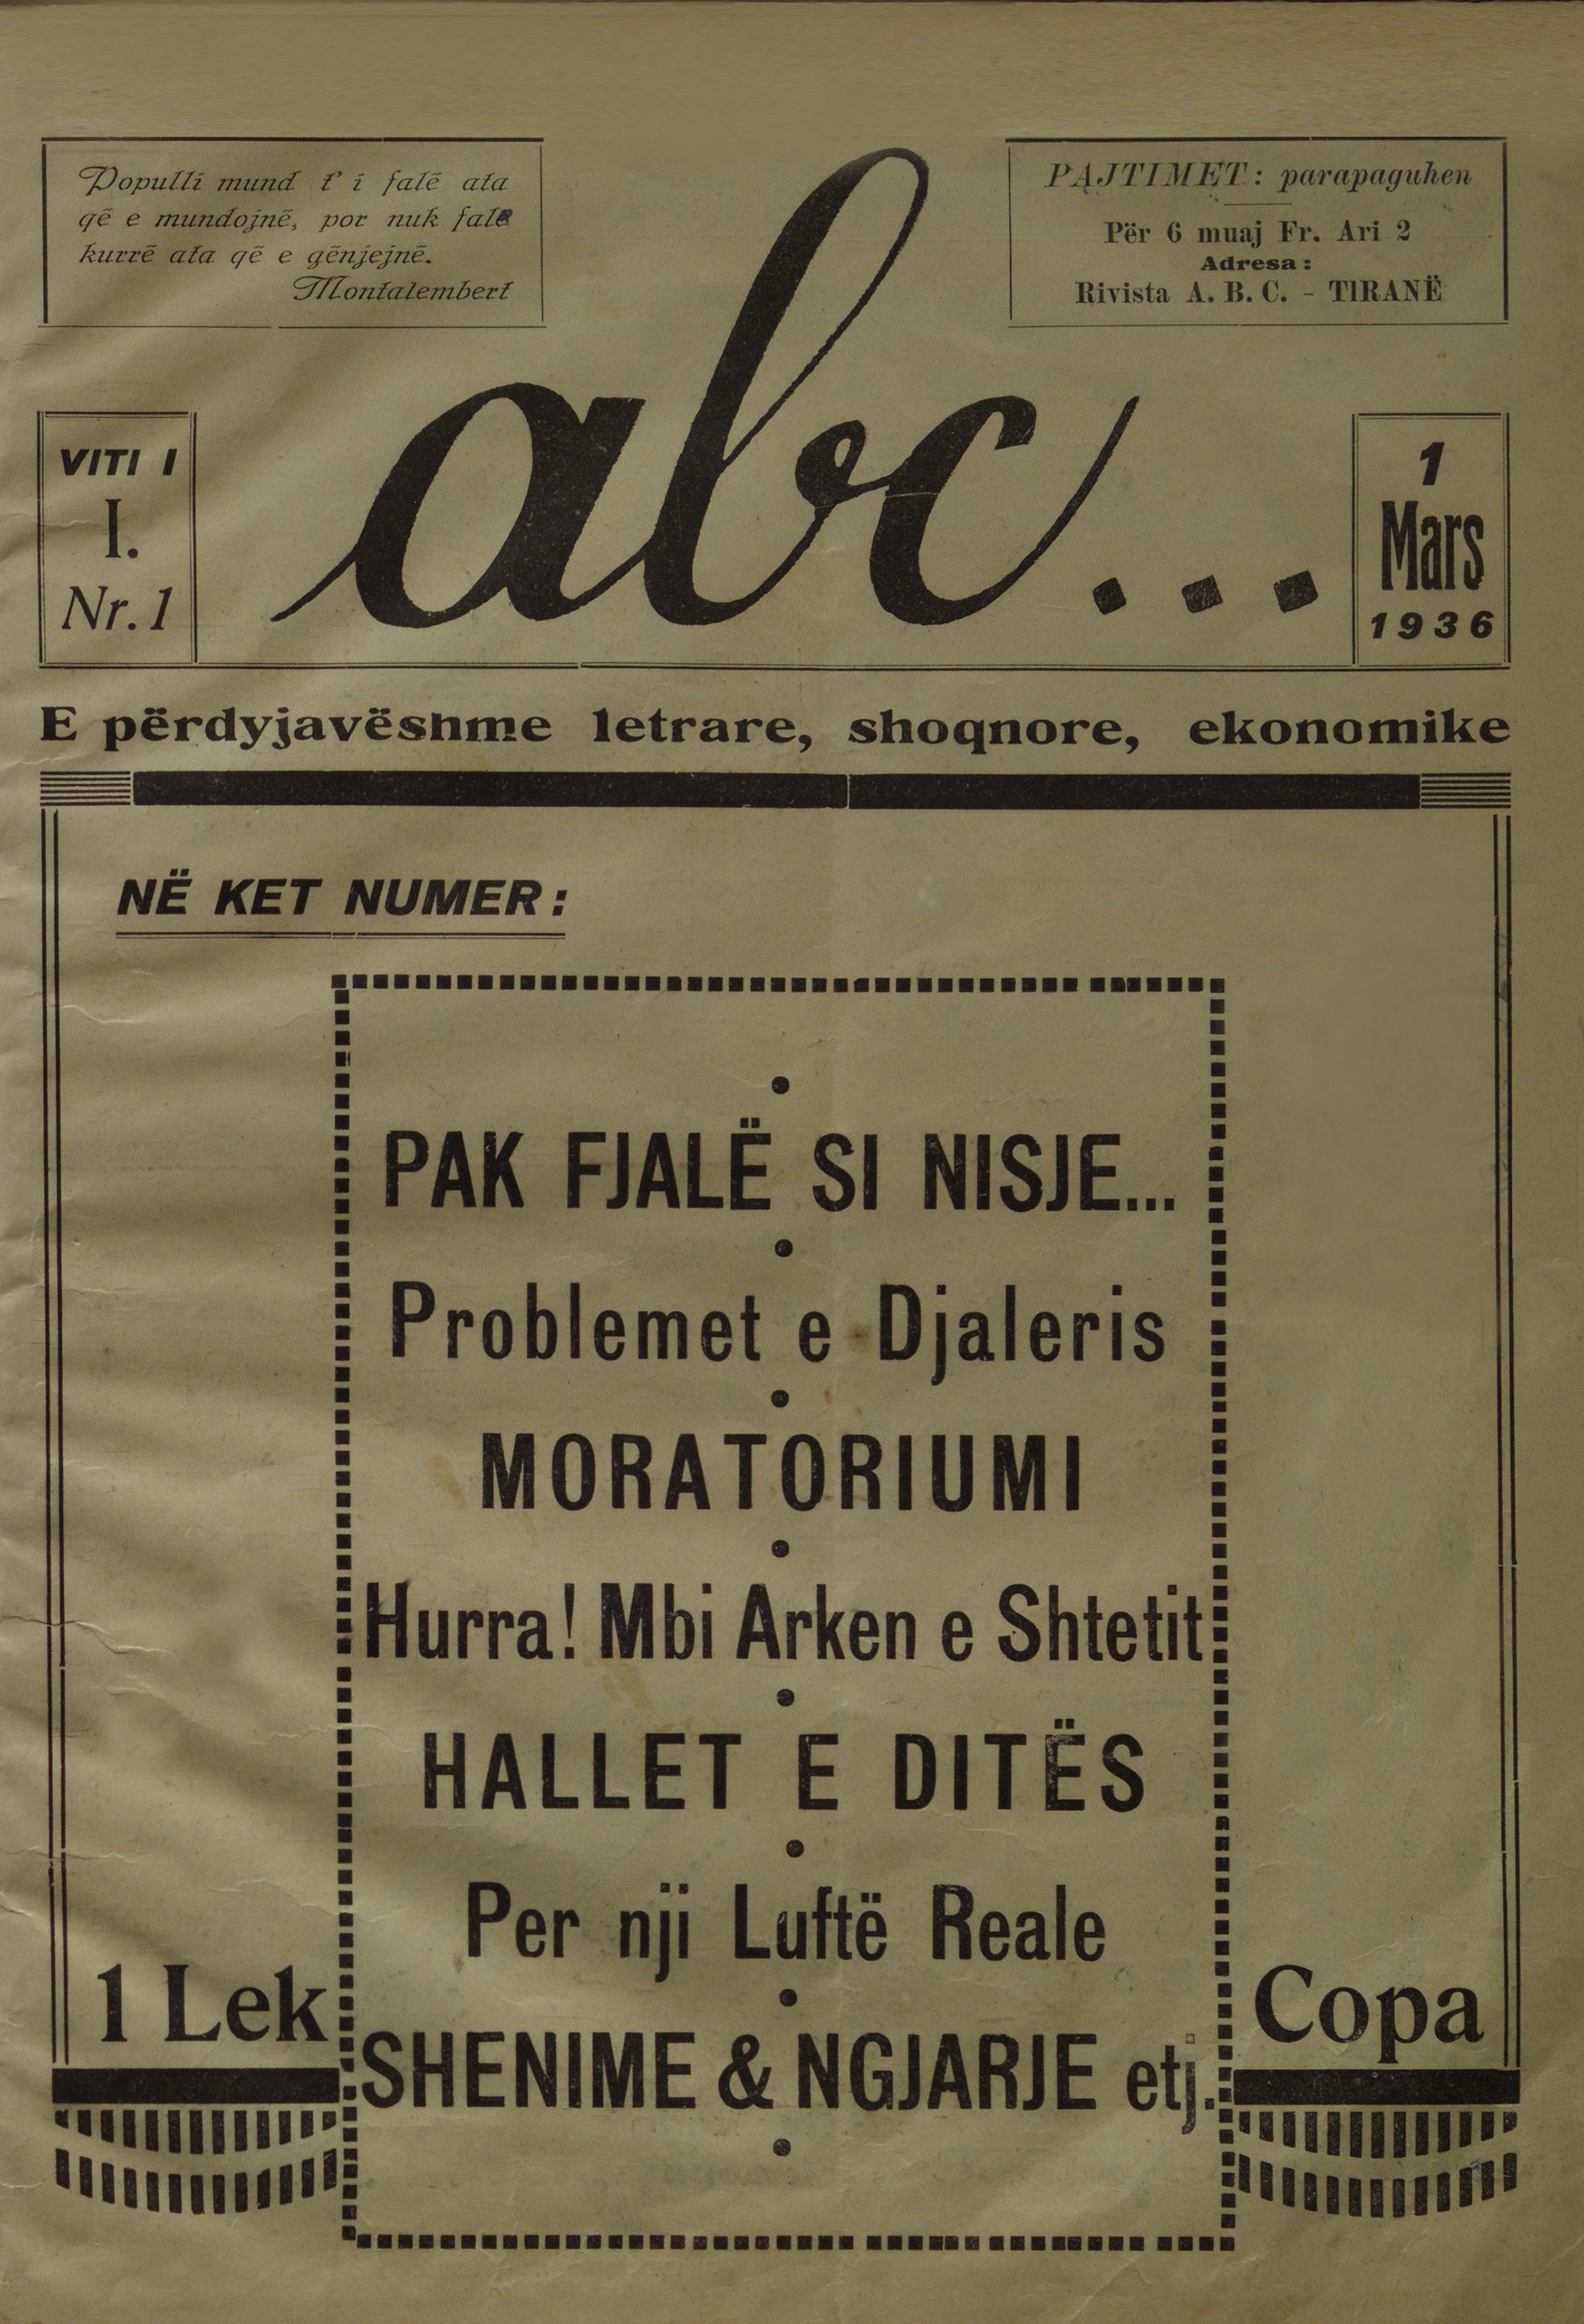 Populli mund t' i falë ata
që e mundojnë, por nuk falë
kurrë ata që e gënjejnë.
Montalembert
PAJTIMET: parapaguhen
Për 6 muaj Fr. Ari 2
Adresa:
Rivista A. B. C. - TIRANË
abc...
VITI I
I.
Nr. 1
1
Mars
1936
E përdyjavëshme letrare, shoqnore, ekonomike
NË KET NUMER:
PAK FJALË SI NISJE...
Problemet e Djaleris
MORATORIUMI
Hurra! Mbi Arken e Shtetit
HALLET E DITËS
Per nji Luftë Reale
SHENIME & NGJARJE etj.
1 Lek
Copa